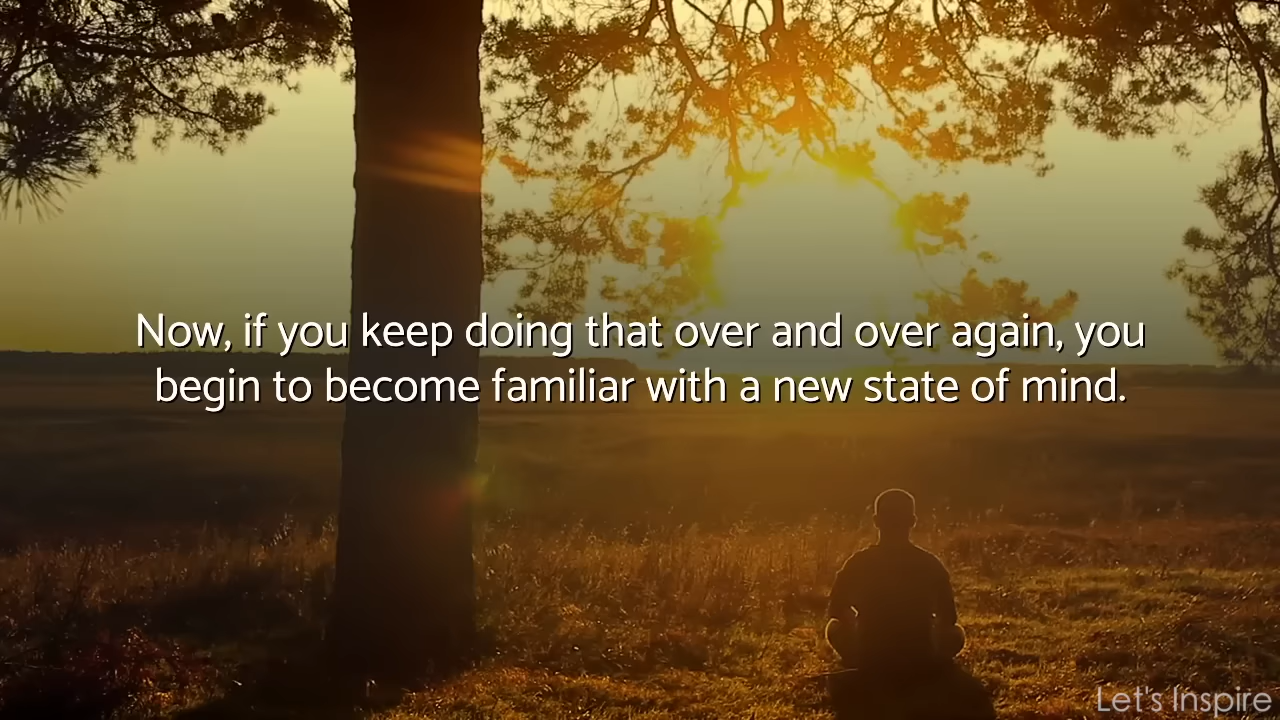 Now, if you keep doing that over and over again, you
begin to become familiar with a new state of mind.
Let's Inspire